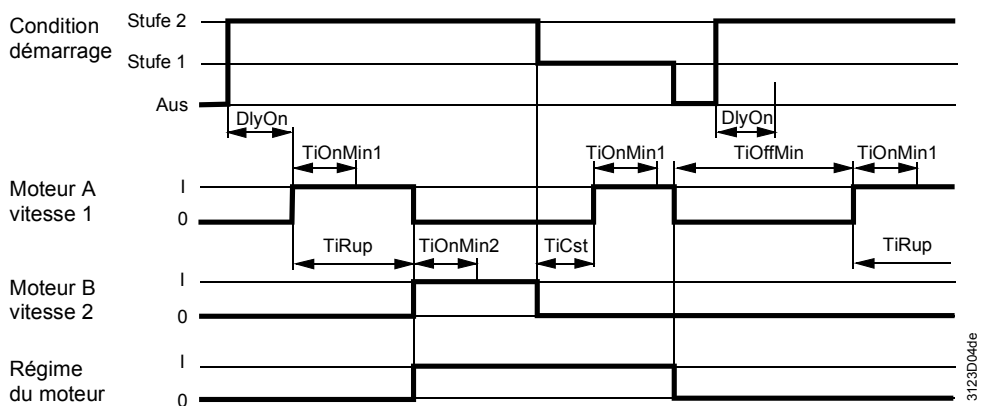 Condition
démarrage
Stufe 2
Stufe 1
Aus
DlyOn
DlyOn
TiOnMin1
TiOnMin1
TiOffMin
TiOnMin1
Moteur A
vitesse 1
I
0
TiRup
TiOnMin2
TiCst
TiRup
Moteur B
vitesse 2
I
0
Régime
du moteur
I
0
3123D04de